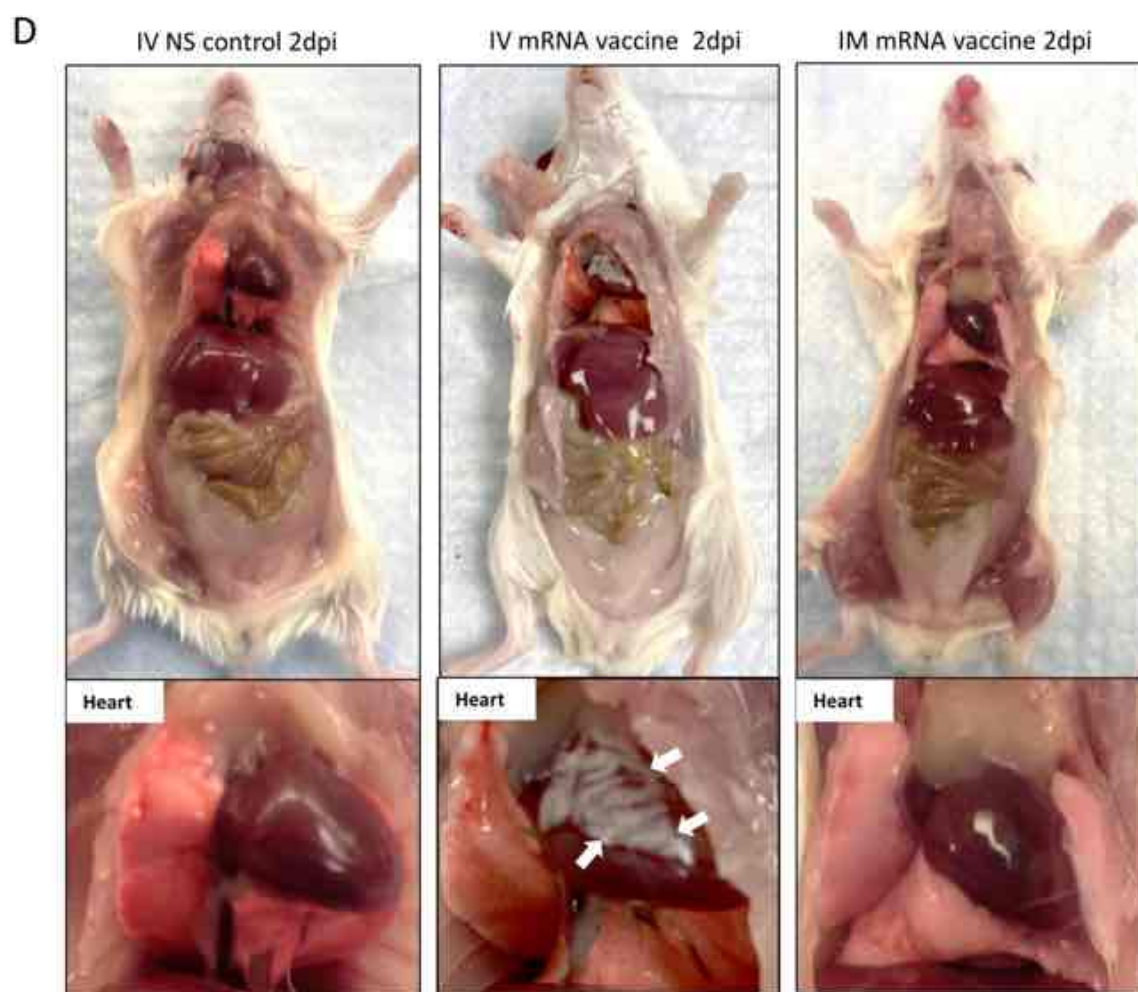 D
IV NS control 2dpi
IV mRNA vaccine 2dpi
IM mRNA vaccine 2dpi
Heart
Heart
Heart